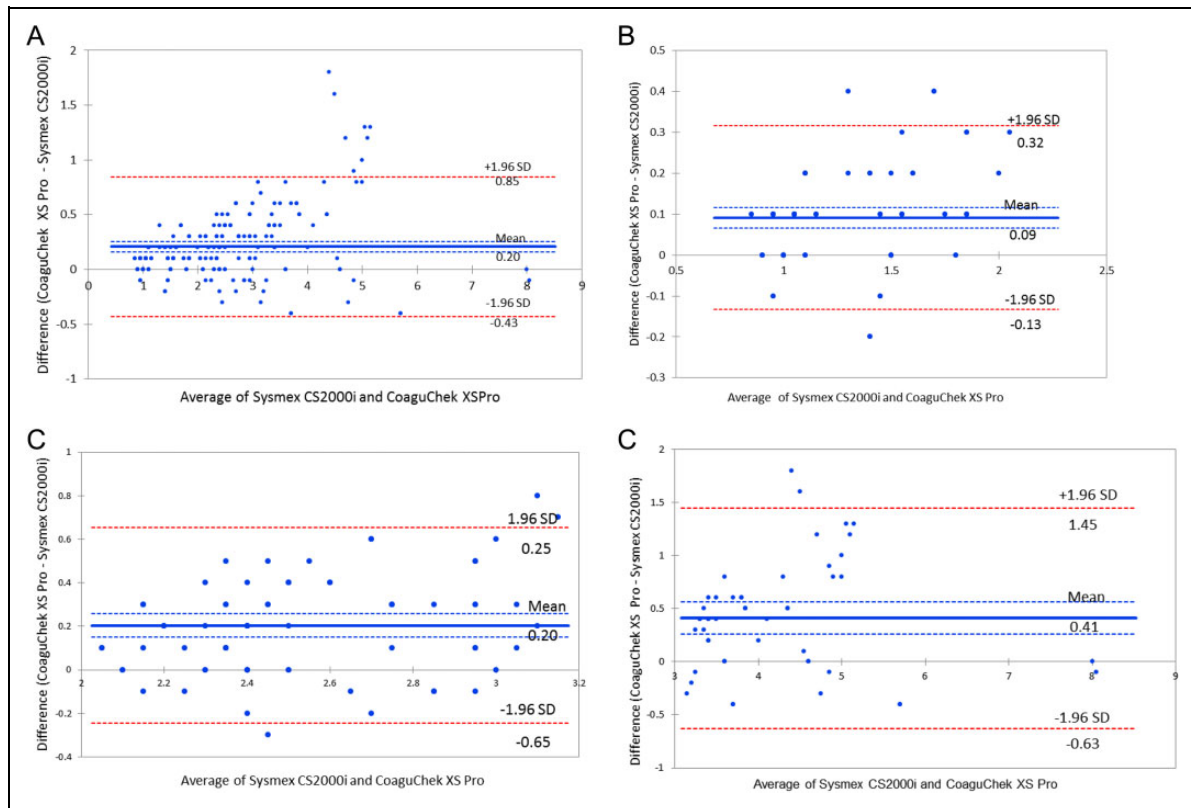 A
Difference (CoaguChek XS Pro - Sysmex CS2000i)
2
1.5
1
0.5
0
-0.5
-1
+1.96 SD
0.85
Mean
0.20
-1.96 SD
-0.43
0 1 2 3 4 5 6 7 8 9
Average of Sysmex CS2000i and CoaguChek XSPro
B
Difference (CoaguChek XS Pro - Sysmex CS2000i)
0.5
0.4
0.3
0.2
0.1
0
-0.1
-0.2
-0.3
+1.96 SD
0.32
Mean
0.09
-1.96 SD
-0.13
0.5 1 1.5 2 2.5
Average of Sysmex CS2000i and CoaguChek XS Pro
C
Difference (CoaguChek XS Pro - Sysmex CS2000i)
1
0.8
0.6
0.4
0.2
0
-0.2
-0.4
1.96 SD
0.25
Mean
0.20
-1.96 SD
-0.65
2 2.2 2.4 2.6 2.8 3 3.2
Average of Sysmex CS2000i and CoaguChek XS Pro
C
Difference (CoaguChek XS Pro - Sysmex CS2000i)
2
1.5
1
0.5
0
-0.5
-1
+1.96 SD
1.45
Mean
0.41
-1.96 SD
-0.63
3 4 5 6 7 8 9
Average of Sysmex CS2000i and CoaguChek XS Pro